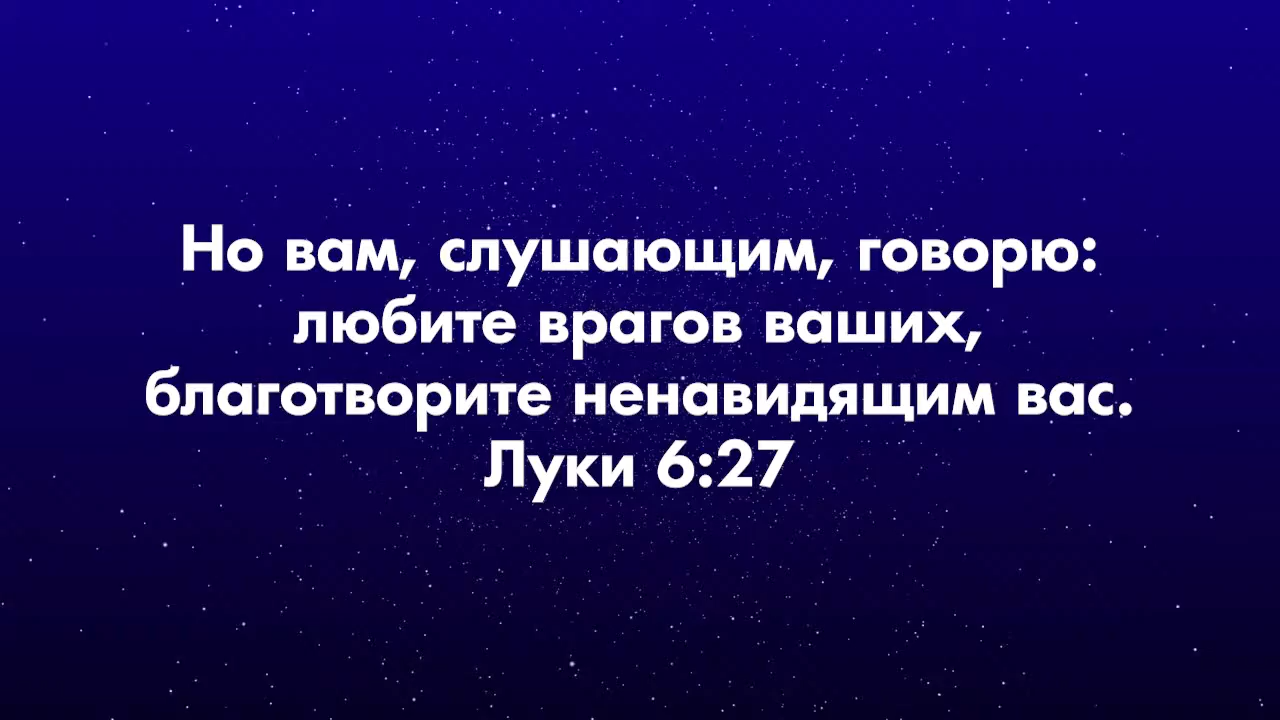 Но вам, слушающим, говорю:
любите врагов ваших,
благотворите ненавидящим вас.
Луки 6:27